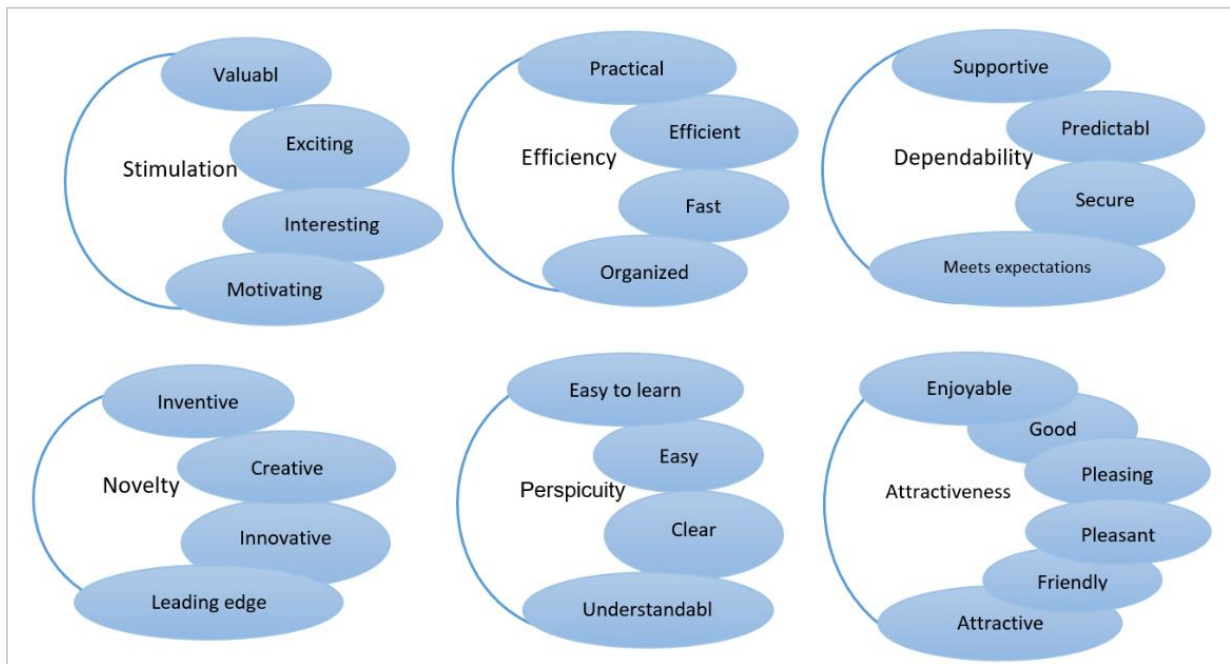 Stimulation
Valuabl
Exciting
Interesting
Motivating
Efficiency
Practical
Efficient
Fast
Organized
Dependability
Supportive
Predictabl
Secure
Meets expectations
Novelty
Inventive
Creative
Innovative
Leading edge
Perspicuity
Easy to learn
Easy
Clear
Understandabl
Attractiveness
Enjoyable
Good
Pleasing
Pleasant
Friendly
Attractive